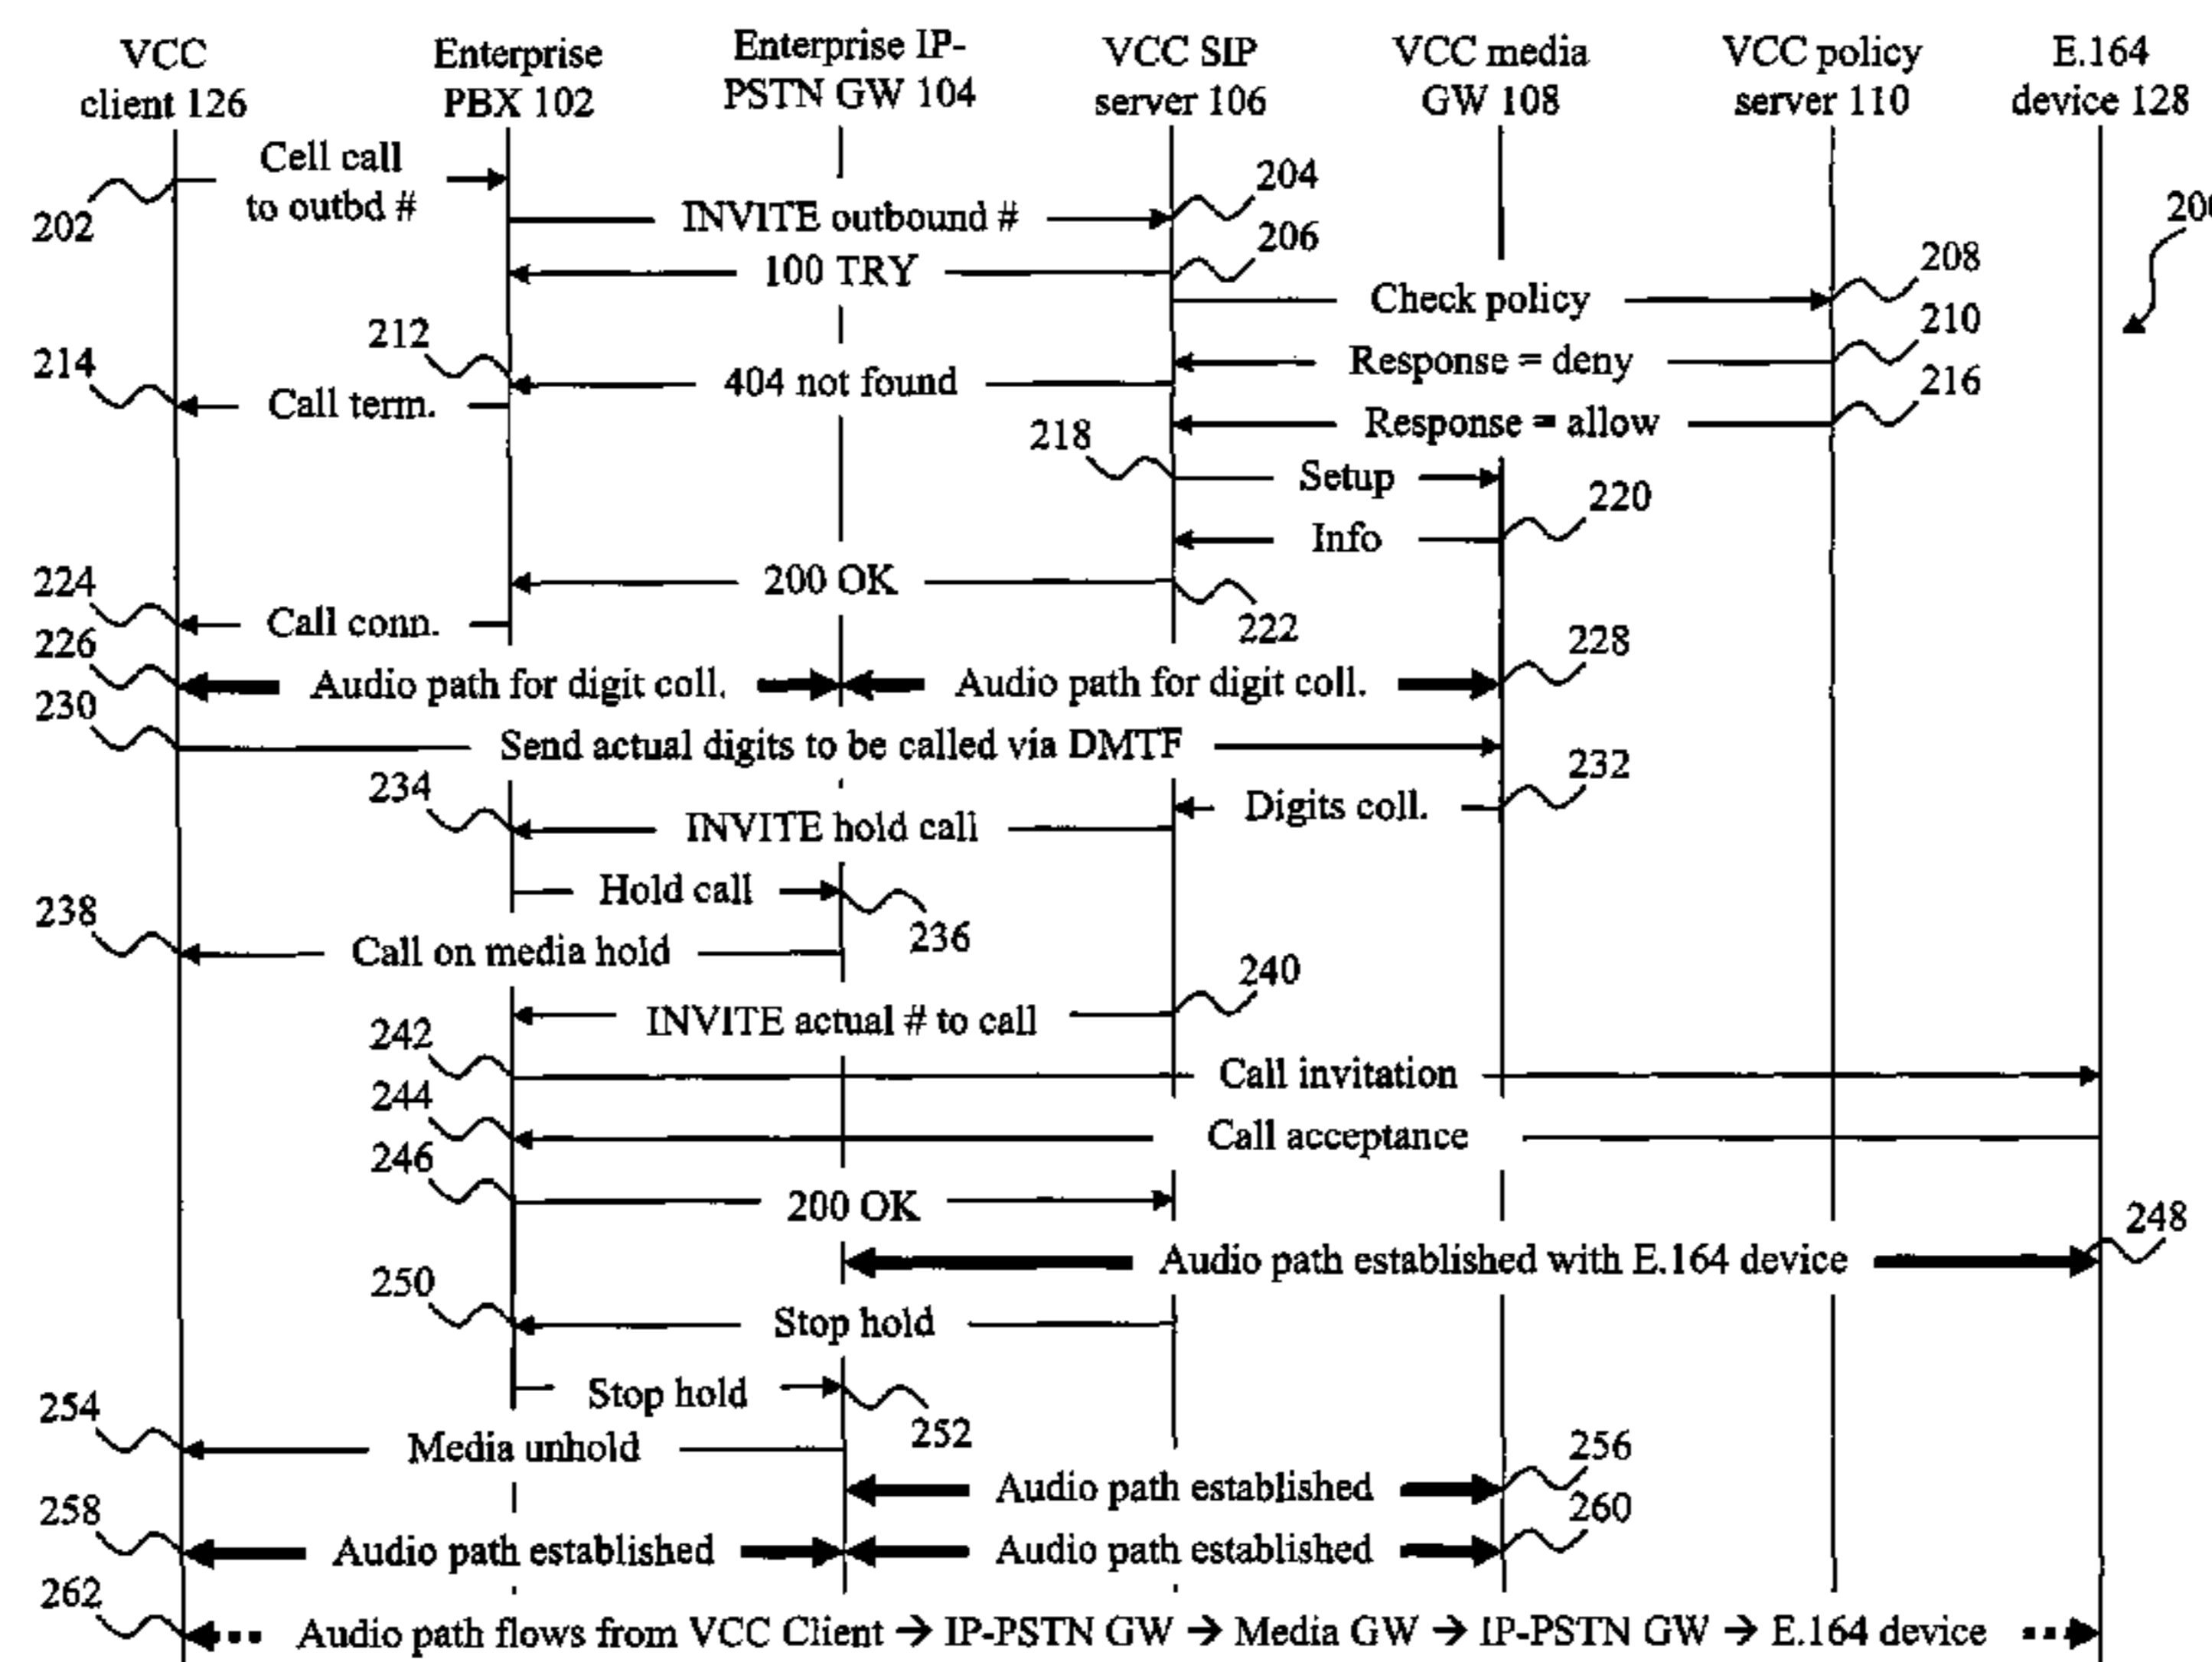 VCC
client 126
Enterprise
PBX 102
Enterprise IP-
PSTN GW 104
VCC SIP
server 106
VCC media
GW 108
VCC policy
server 110
E.164
device 128
Cell call
to outbd #
202
INVITE outbound #
204
200
100 TRY
206
Check policy
208
212
Response = deny
210
214
404 not found
Call term.
Response = allow
216
218
Setup
Info
220
200 OK
222
224
Call conn.
226
Audio path for digit coll.
Audio path for digit coll.
228
230
Send actual digits to be called via DMTF
Digits coll.
232
234
INVITE hold call
Hold call
236
238
Call on media hold
240
INVITE actual # to call
242
Call invitation
244
Call acceptance
246
200 OK
248
Audio path established with E.164 device
250
Stop hold
Stop hold
252
254
Media unhold
Audio path established
256
258
Audio path established
Audio path established
260
262
Audio path flows from VCC Client → IP-PSTN GW → Media GW → IP-PSTN GW → E.164 device